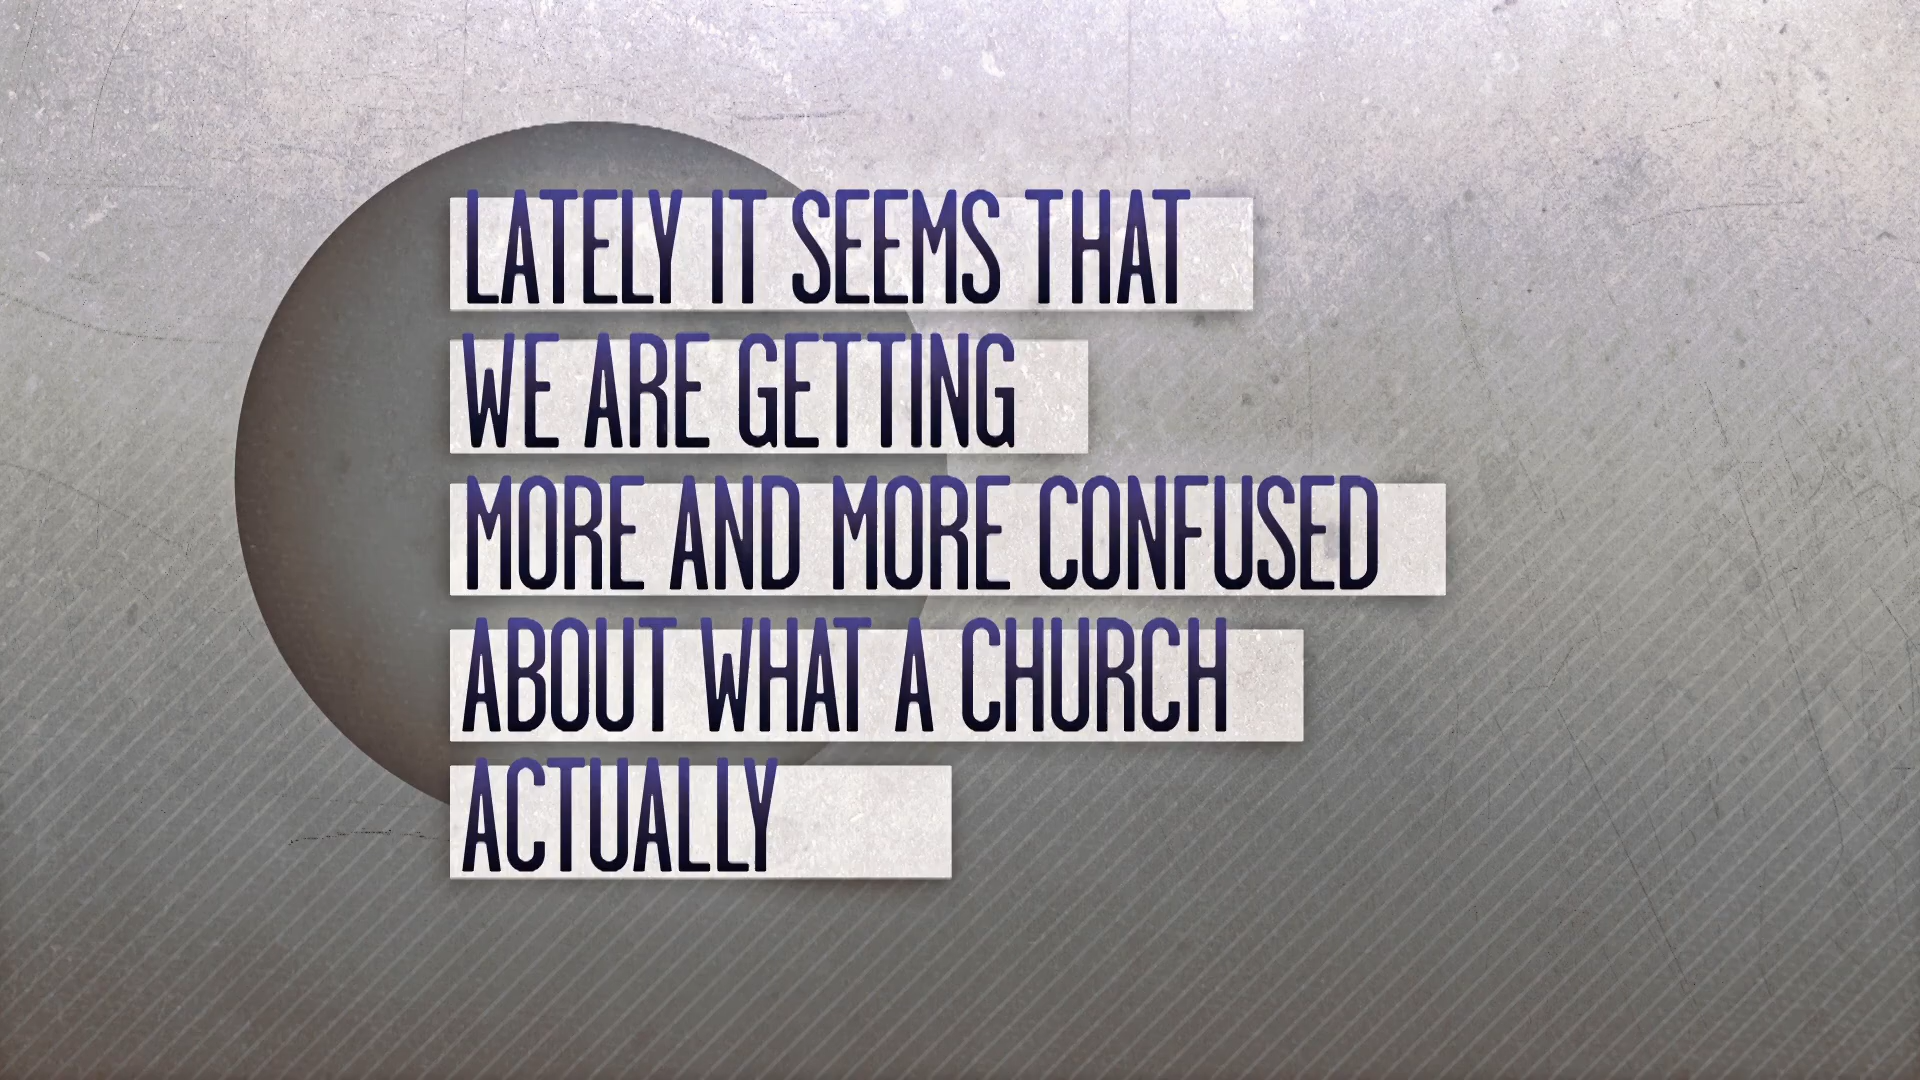 LATELY IT SEEMS THAT
WE ARE GETTING
MORE AND MORE CONFUSED
ABOUT WHAT A CHURCH
ACTUALLY